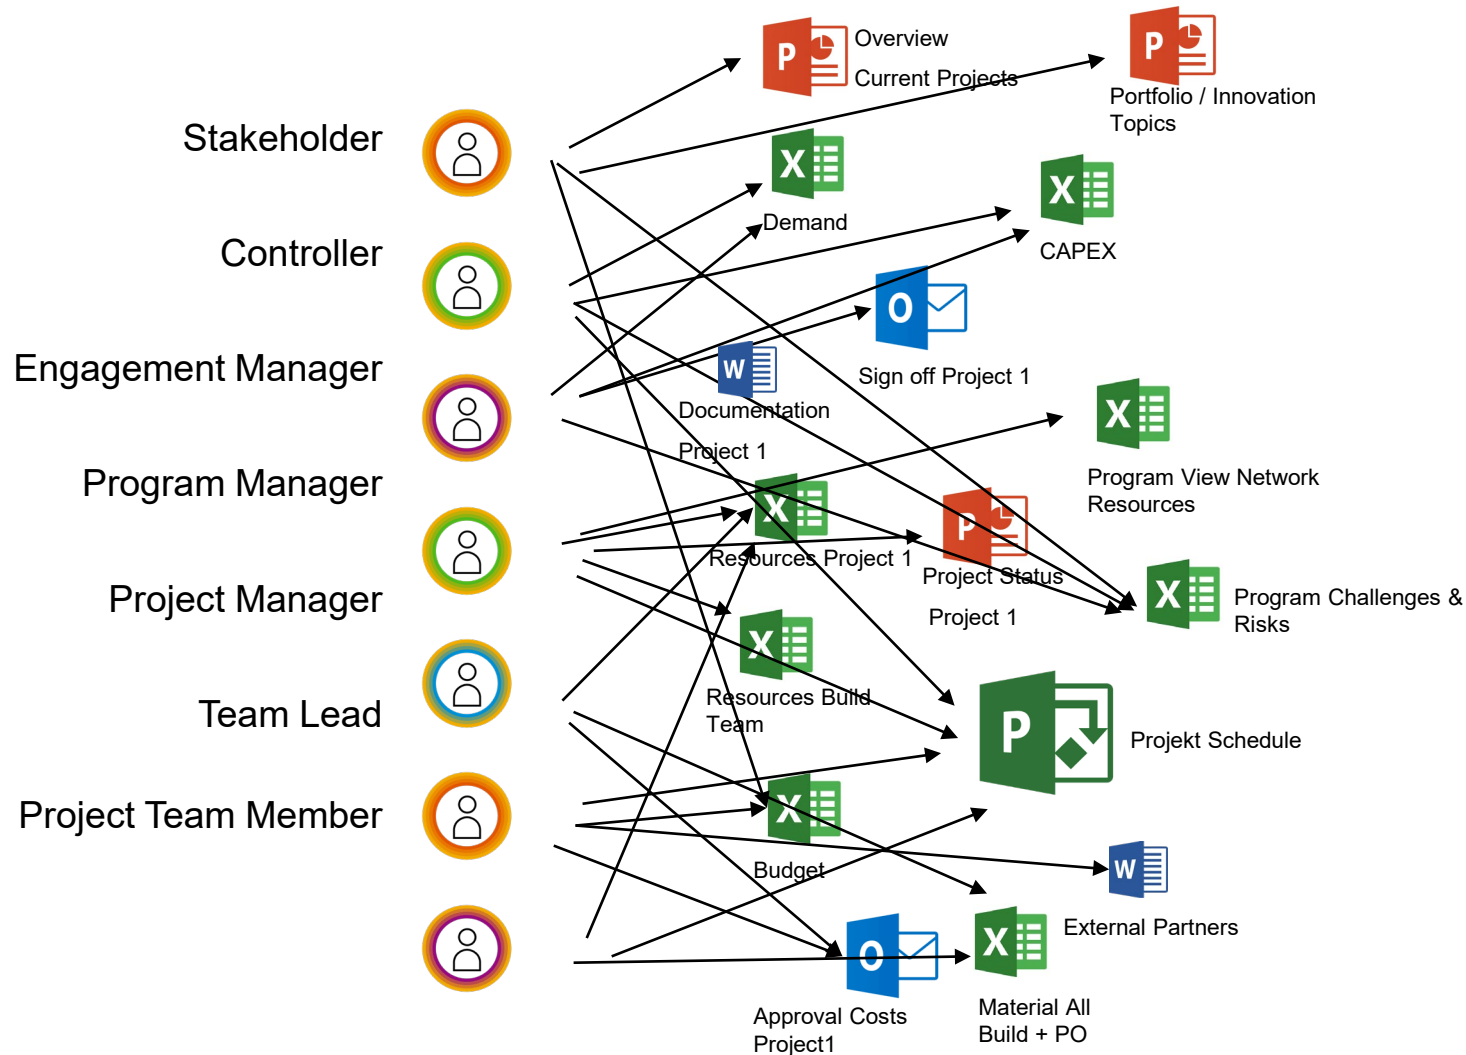 Stakeholder
Controller
Engagement Manager
Program Manager
Project Manager
Team Lead
Project Team Member
P
Overview
Current Projects
P
Portfolio / Innovation
Topics
X
Demand
X
CAPEX
O
Sign off Project 1
W
Documentation
Project 1
X
Program View Network
Resources
X
Resources Project 1
P
Project Status
Project 1
X
Program Challenges &
Risks
X
Resources Build
Team
P
Projekt Schedule
X
Budget
W
External Partners
O
Approval Costs
Project1
X
Material All
Build + PO